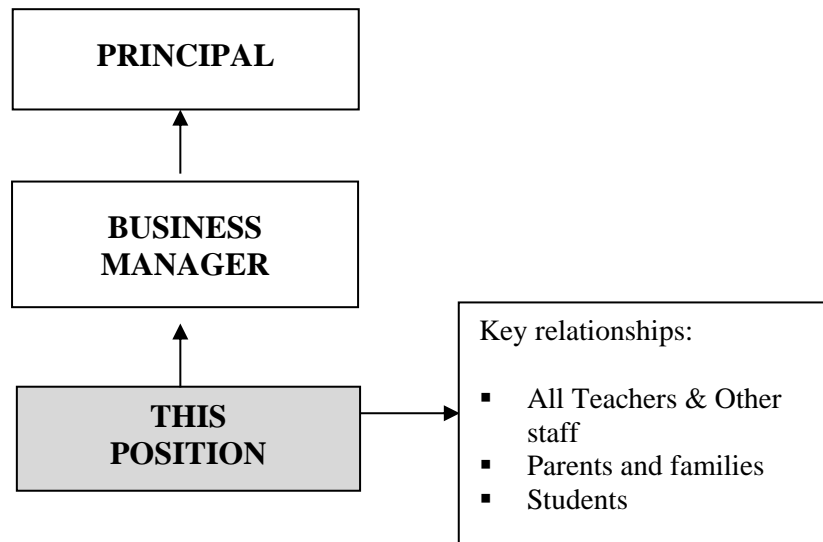 PRINCIPAL
BUSINESS
MANAGER
THIS
POSITION
Key relationships:
▪ All Teachers & Other
staff
▪ Parents and families
▪ Students